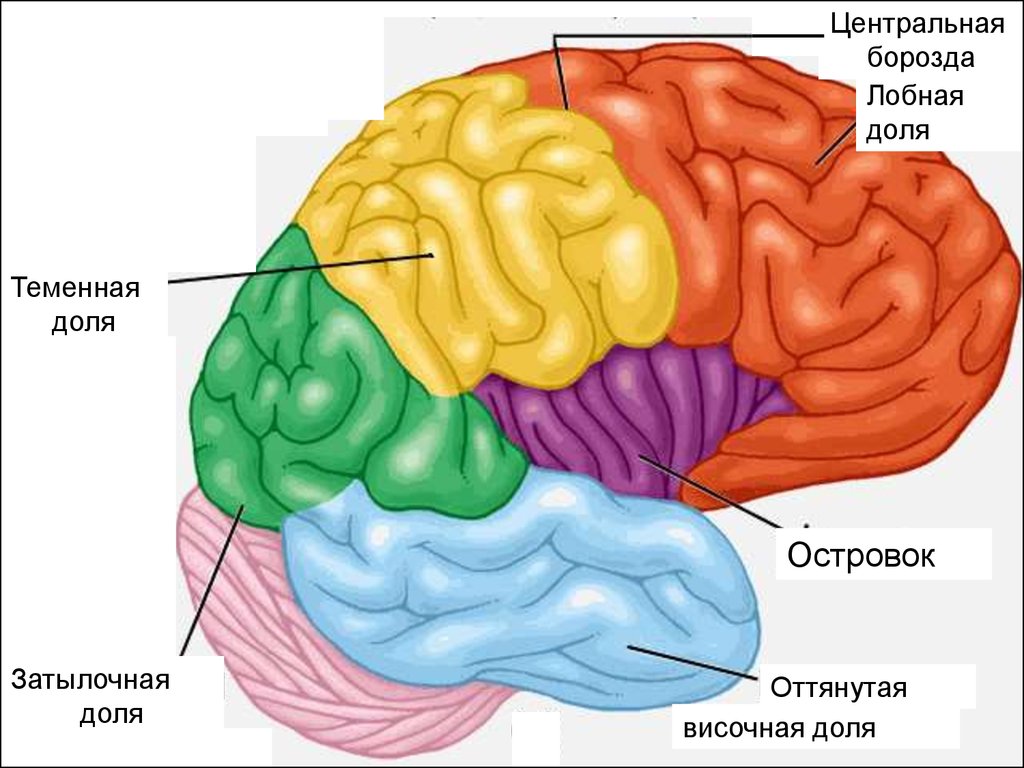 Центральная
борозда
Лобная
доля
Теменная
доля
Островок
Затылочная
доля
Оттянутая
височная доля